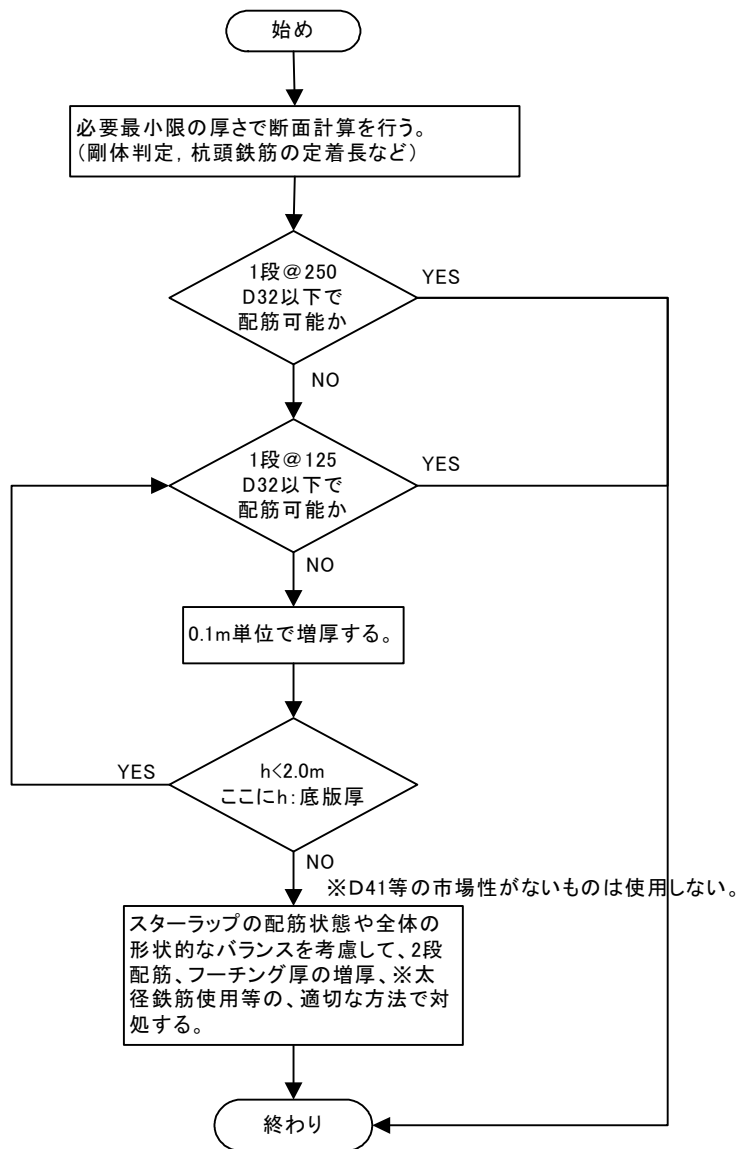 始め
必要最小限の厚さで断面計算を行う。
(剛体判定，杭頭鉄筋の定着長など)
1段＠250
D32以下で
配筋可能か
YES
NO
1段＠125
D32以下で
配筋可能か
YES
NO
0.1m単位で増厚する。
h<2.0m
ここにh:底版厚
YES
NO
※D41等の市場性がないものは使用しない。
スターラップの配筋状態や全体の
形状的なバランスを考慮して、2段
配筋、フーチング厚の増厚、※太
径鉄筋使用等の、適切な方法で対
処する。
終わり